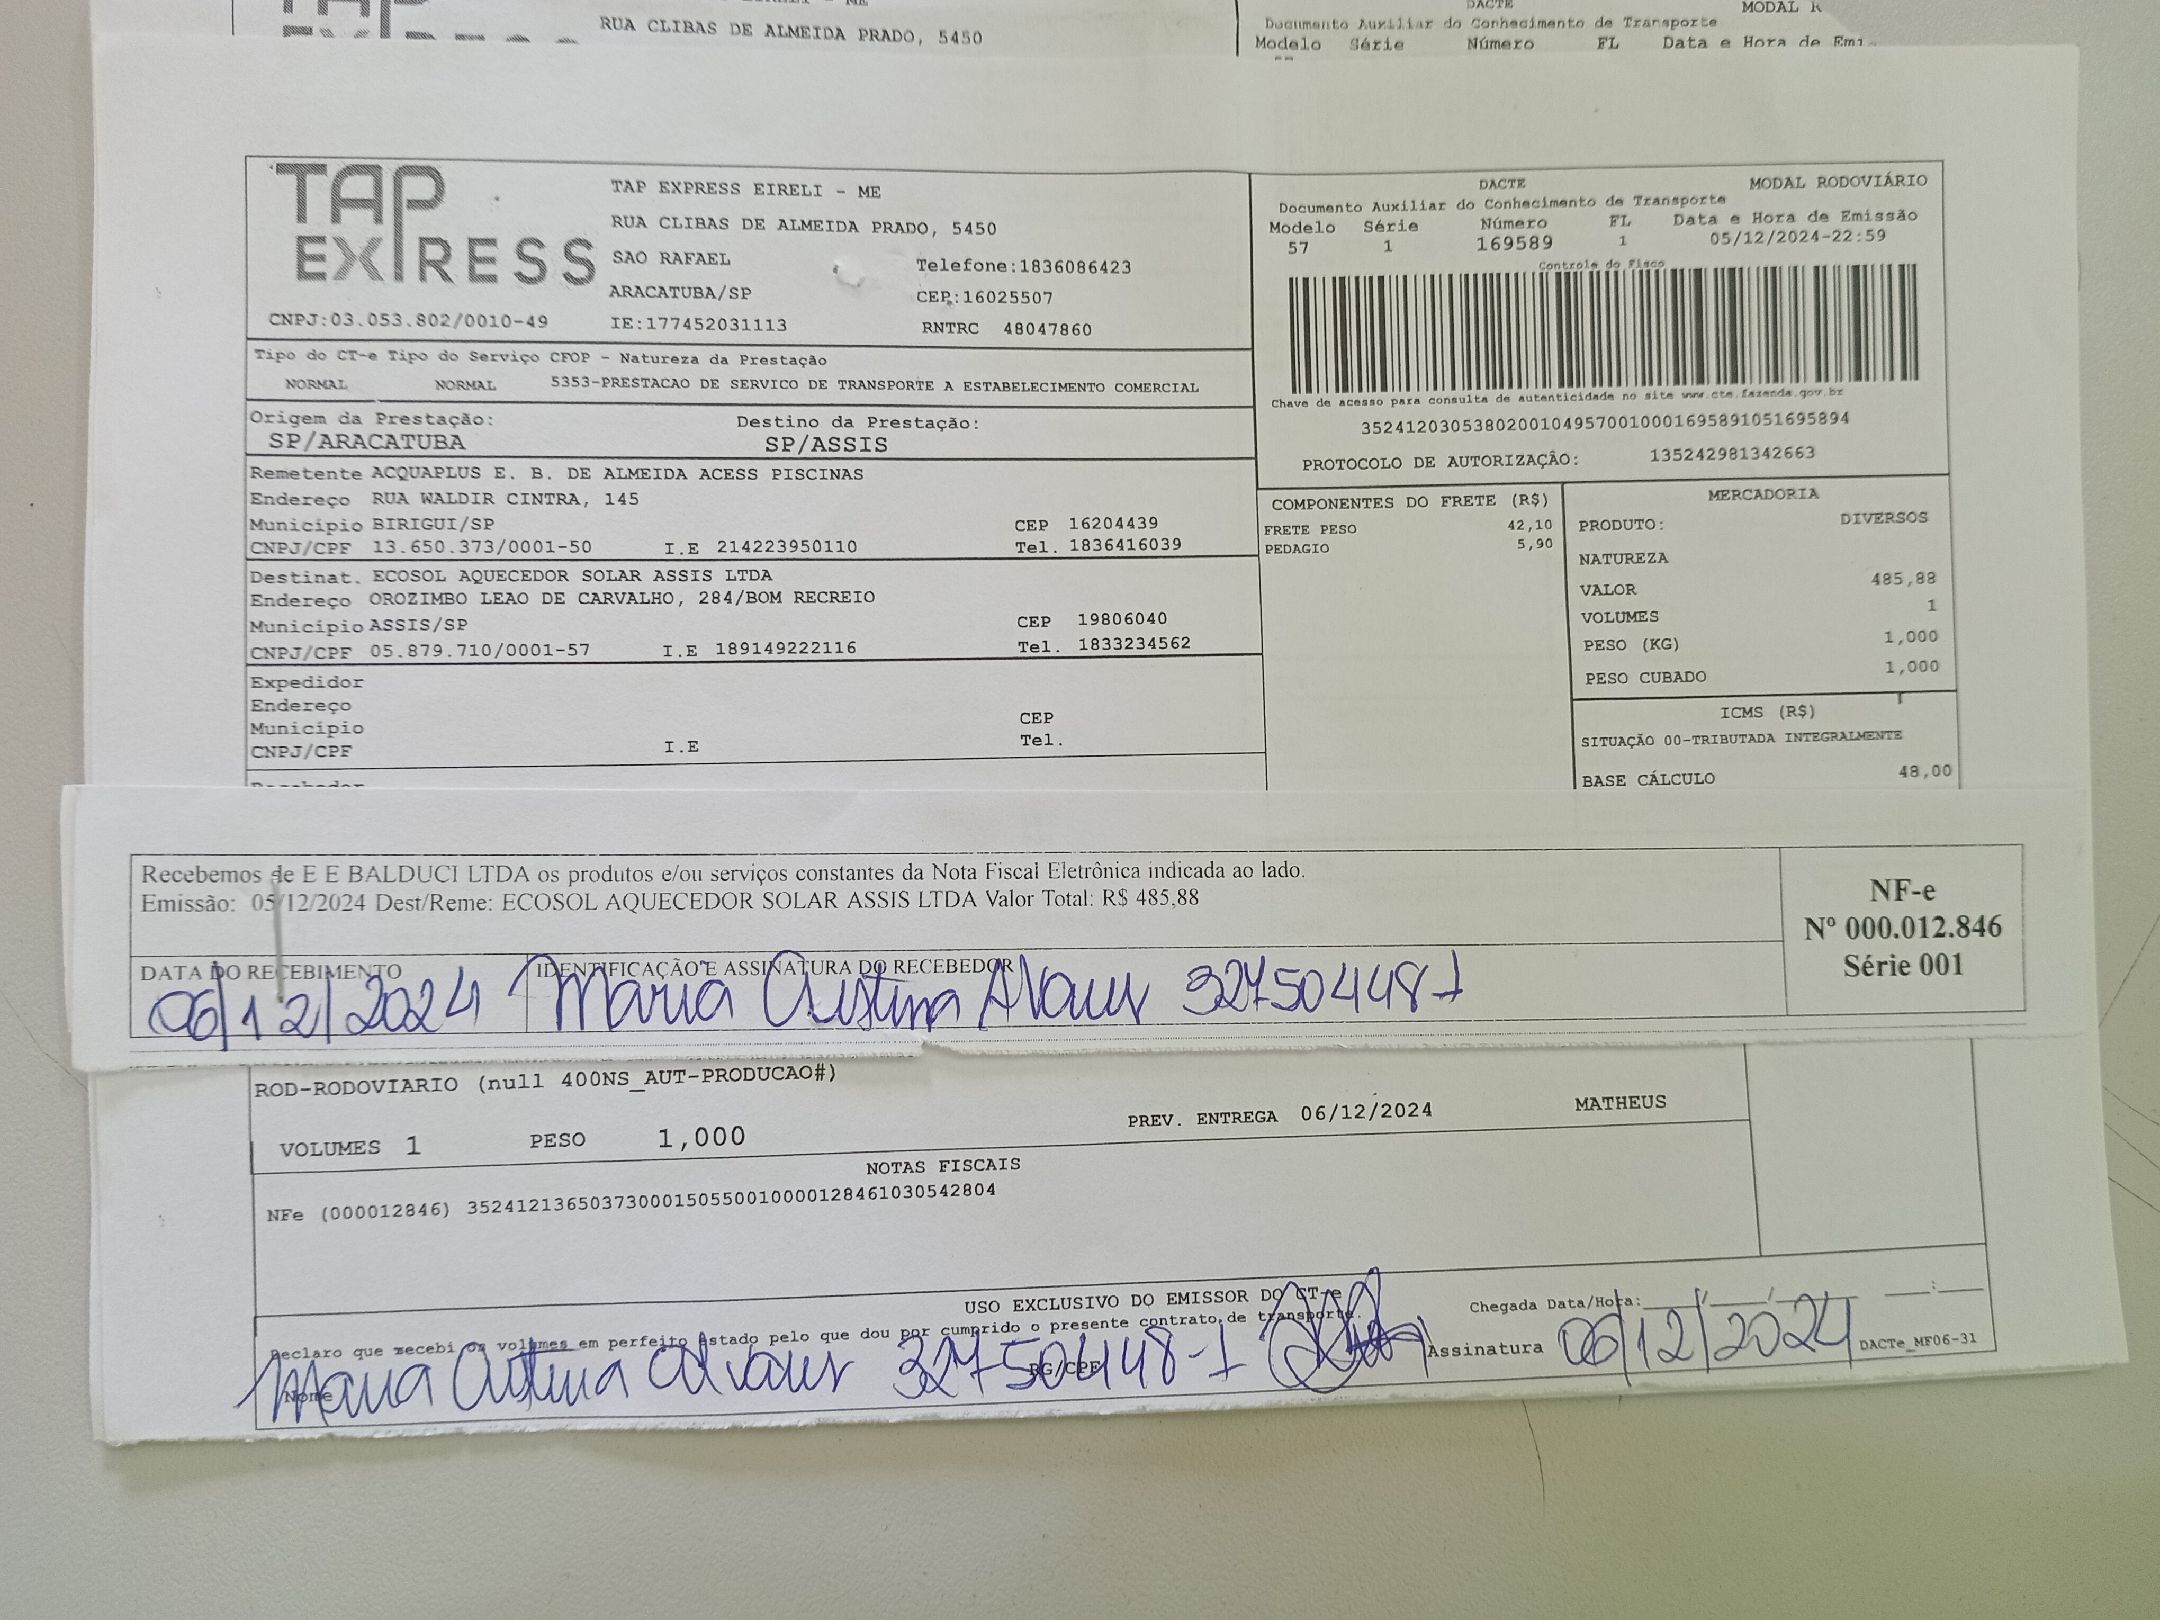 RUA CLIBAS DE ALMEIDA PRADO, 5450
DACTE
MODAL
Documento Auxiliar do Conhecimento de Transporte
Modelo Série Número FL Data e Hora de
TAP EXPRESS
TAP EXPRESS EIRELI - ME
RUA CLIBAS DE ALMEIDA PRADO, 5450
SAO RAFAEL Telefone:1836086423
ARACATUBA/SP CEP:16025507
CNPJ:03.053.802/0010-49 IE:177452031113 RNTRC 48047860
DACTE MODAL RODOVIÁRIO
Documento Auxiliar do Conhecimento de Transporte
Modelo Série Número FL Data e Hora de Emissão
57 1 169589 1 05/12/2024-22:59
Controle do Fisco
Chave de acesso para consulta de autenticidade no site www.cte.fazenda.gov.br
35241203053802001049570010001695891051695894
PROTOCOLO DE AUTORIZAÇÂO: 135242981342663
Tipo do CT-e Tipo do Serviço CFOP - Natureza da Prestação
NORMAL NORMAL 5353-PRESTACAO DE SERVICO DE TRANSPORTE A ESTABELECIMENTO COMERCIAL
Origem da Prestação: Destino da Prestação:
SP/ARACATUBA SP/ASSIS
Remetente ACQUAPLUS E. B. DE ALMEIDA ACESS PISCINAS
Endereço RUA WALDIR CINTRA, 145
Município BIRIGUI/SP CEP 16204439
CNPJ/CPF 13.650.373/0001-50 I.E 214223950110 Tel. 1836416039
Destinat. ECOSOL AQUECEDOR SOLAR ASSIS LTDA
Endereço OROZIMBO LEAO DE CARVALHO, 284/BOM RECREIO
Município ASSIS/SP CEP 19806040
CNPJ/CPF 05.879.710/0001-57 I.E 189149222116 Tel. 1833234562
Expedidor
Endereço
Município CEP
CNPJ/CPF I.E Tel.
COMPONENTES DO FRETE (R$)
FRETE PESO 42,10
PEDAGIO 5,90
MERCADORIA
PRODUTO: DIVERSOS
NATUREZA
VALOR 485,88
VOLUMES 1
PESO (KG) 1,000
PESO CUBADO 1,000
ICMS (R$)
SITUAÇÃO 00-TRIBUTADA INTEGRALMENTE
BASE CÁLCULO 48,00
Recebemos de E E BALDUCI LTDA os produtos e/ou serviços constantes da Nota Fiscal Eletrônica indicada ao lado.
Emissão: 05/12/2024 Dest/Reme: ECOSOL AQUECEDOR SOLAR ASSIS LTDA Valor Total: R$ 485,88
NF-e
Nº 000.012.846
Série 001
DATA DO RECEBIMENTO IDENTIFICAÇÃO E ASSINATURA DO RECEBEDOR
06/12/2024 Maria Cristina Alvares 32750448-1
ROD-RODOVIARIO (null 400NS_AUT-PRODUCAO#)
VOLUMES 1 PESO 1,000 PREV. ENTREGA 06/12/2024 MATHEUS
NOTAS FISCAIS
NFe (000012846) 35241213650373000150550010000128461030542804
USO EXCLUSIVO DO EMISSOR DO CT-e
Declaro que recebi os volumes em perfeito estado pelo que dou por cumprido o presente contrato de transporte.
Chegada Data/Hora: / / :
Nome Maria Cristina Alvares RG/CPF 32750448-1 Assinatura 06/12/2024 DACTe_MF06-31